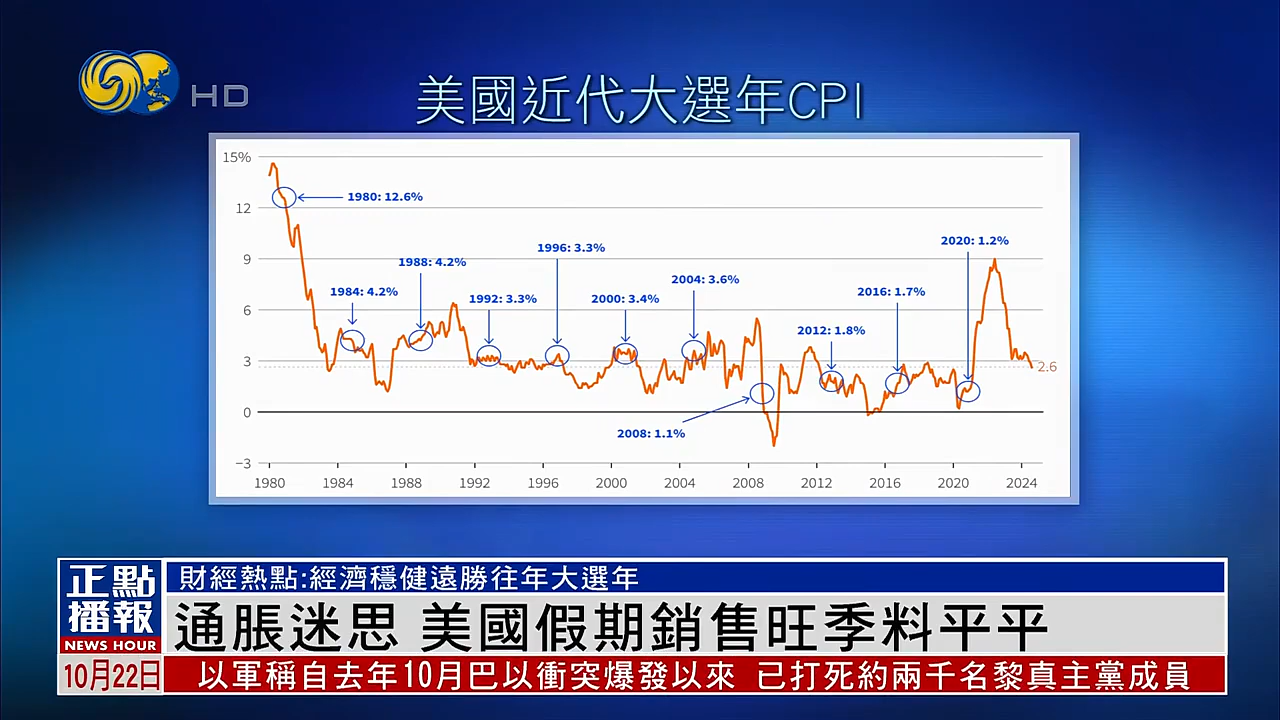 HD
美國近代大選年CPI
15%
12
9
6
3
0
−3
1980: 12.6%
1984: 4.2%
1988: 4.2%
1992: 3.3%
1996: 3.3%
2000: 3.4%
2004: 3.6%
2008: 1.1%
2012: 1.8%
2016: 1.7%
2020: 1.2%
2.6
1980 1984 1988 1992 1996 2000 2004 2008 2012 2016 2020 2024
正點
播報
NEWS HOUR
10月22日
財經熱點:經濟穩健遠勝往年大選年
通脹迷思 美國假期銷售旺季料平平
以軍稱自去年10月巴以衝突爆發以來 已打死約兩千名黎真主黨成員